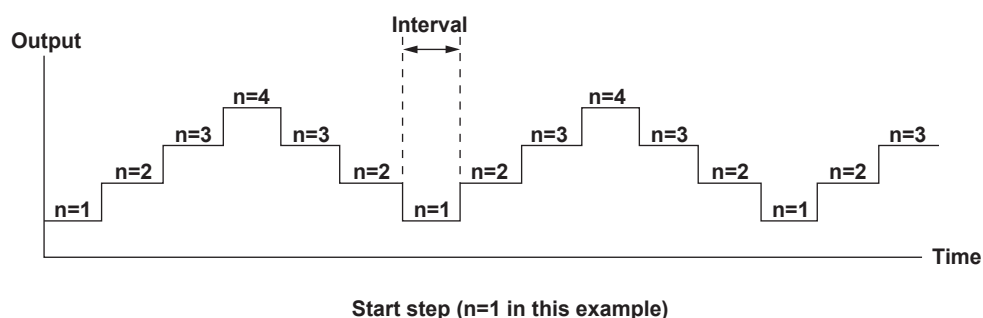 Interval
Output
n=4 n=4
n=3 n=3 n=3 n=3 n=3
n=2 n=2 n=2 n=2 n=2
n=1 n=1 n=1
Time
Start step (n=1 in this example)